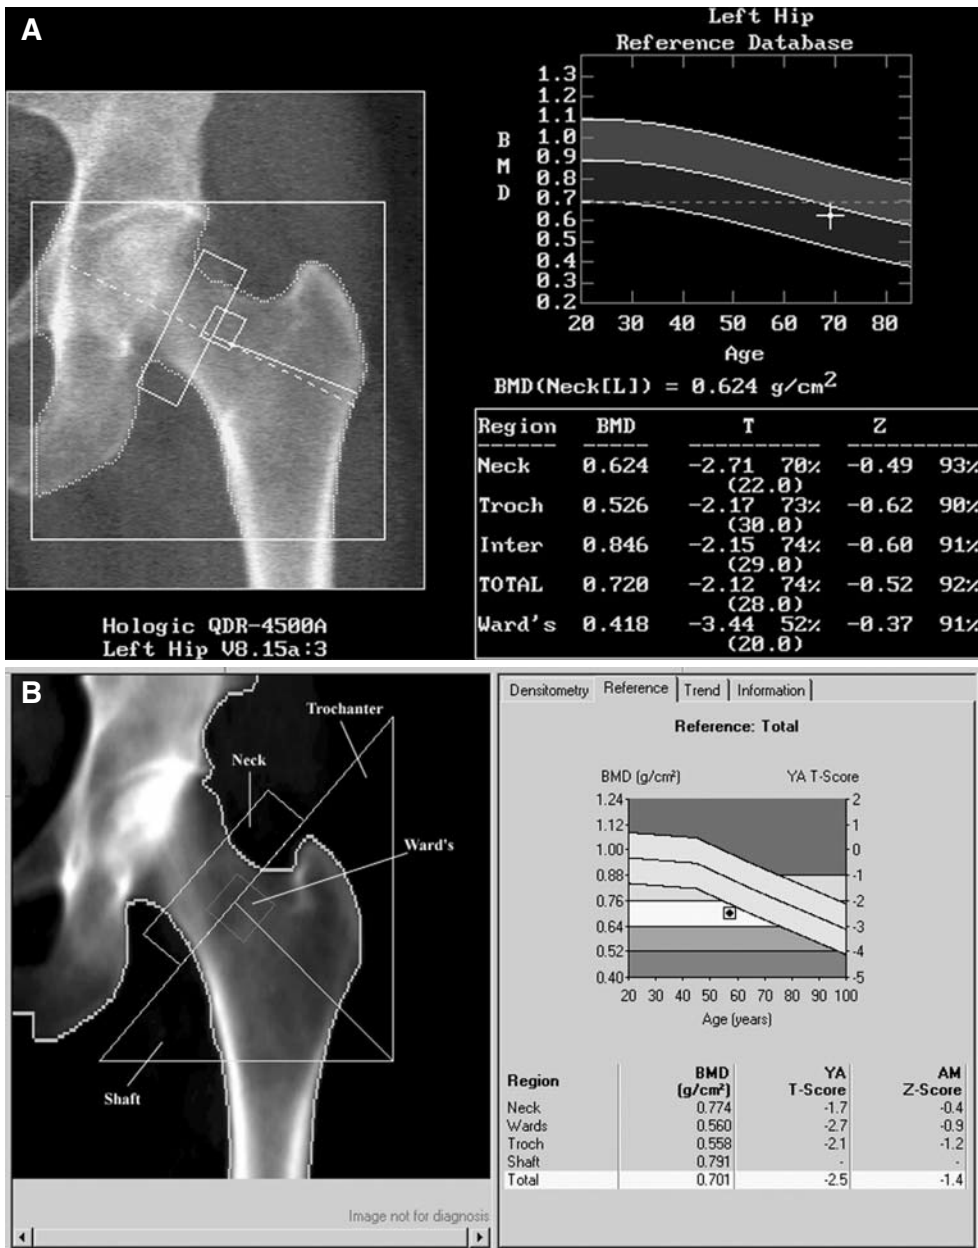 A
Left Hip
Reference Database
1.3
1.2
1.1
1.0
0.9
0.8
0.7
0.6
0.5
0.4
0.3
0.2
B
M
D
20 30 40 50 60 70 80
Age
BMD(Neck[L]) = 0.624 g/cm2
Region BMD T Z
Neck 0.624 -2.71 70% -0.49 93%
(22.0)
Troch 0.526 -2.17 73% -0.62 90%
(30.0)
Inter 0.846 -2.15 74% -0.60 91%
(29.0)
TOTAL 0.720 -2.12 74% -0.52 92%
(28.0)
Ward's 0.418 -3.44 52% -0.37 91%
(20.0)
Hologic QDR-4500A
Left Hip V8.15a:3
B
Trochanter
Neck
Ward's
Shaft
Image not for diagnosis
Densitometry Reference Trend Information
Reference: Total
BMD (g/cm²) YA T-Score
1.24 2
1.12 1
1.00 0
0.88 -1
0.76 -2
0.64 -3
0.52 -4
0.40 -5
20 30 40 50 60 70 80 90 100
Age (years)
BMD YA AM
Region (g/cm²) T-Score Z-Score
Neck 0.774 -1.7 -0.4
Wards 0.560 -2.7 -0.9
Troch 0.558 -2.1 -1.2
Shaft 0.791 - -
Total 0.701 -2.5 -1.4